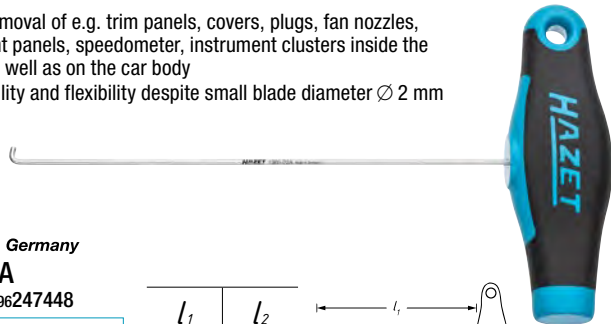 moval of e.g. trim panels, covers, plugs, fan nozzles,
t panels, speedometer, instrument clusters inside the
well as on the car body
lity and flexibility despite small blade diameter ∅ 2 mm
HAZET
HAZET
Germany
A
96247448
l1 l2
l1